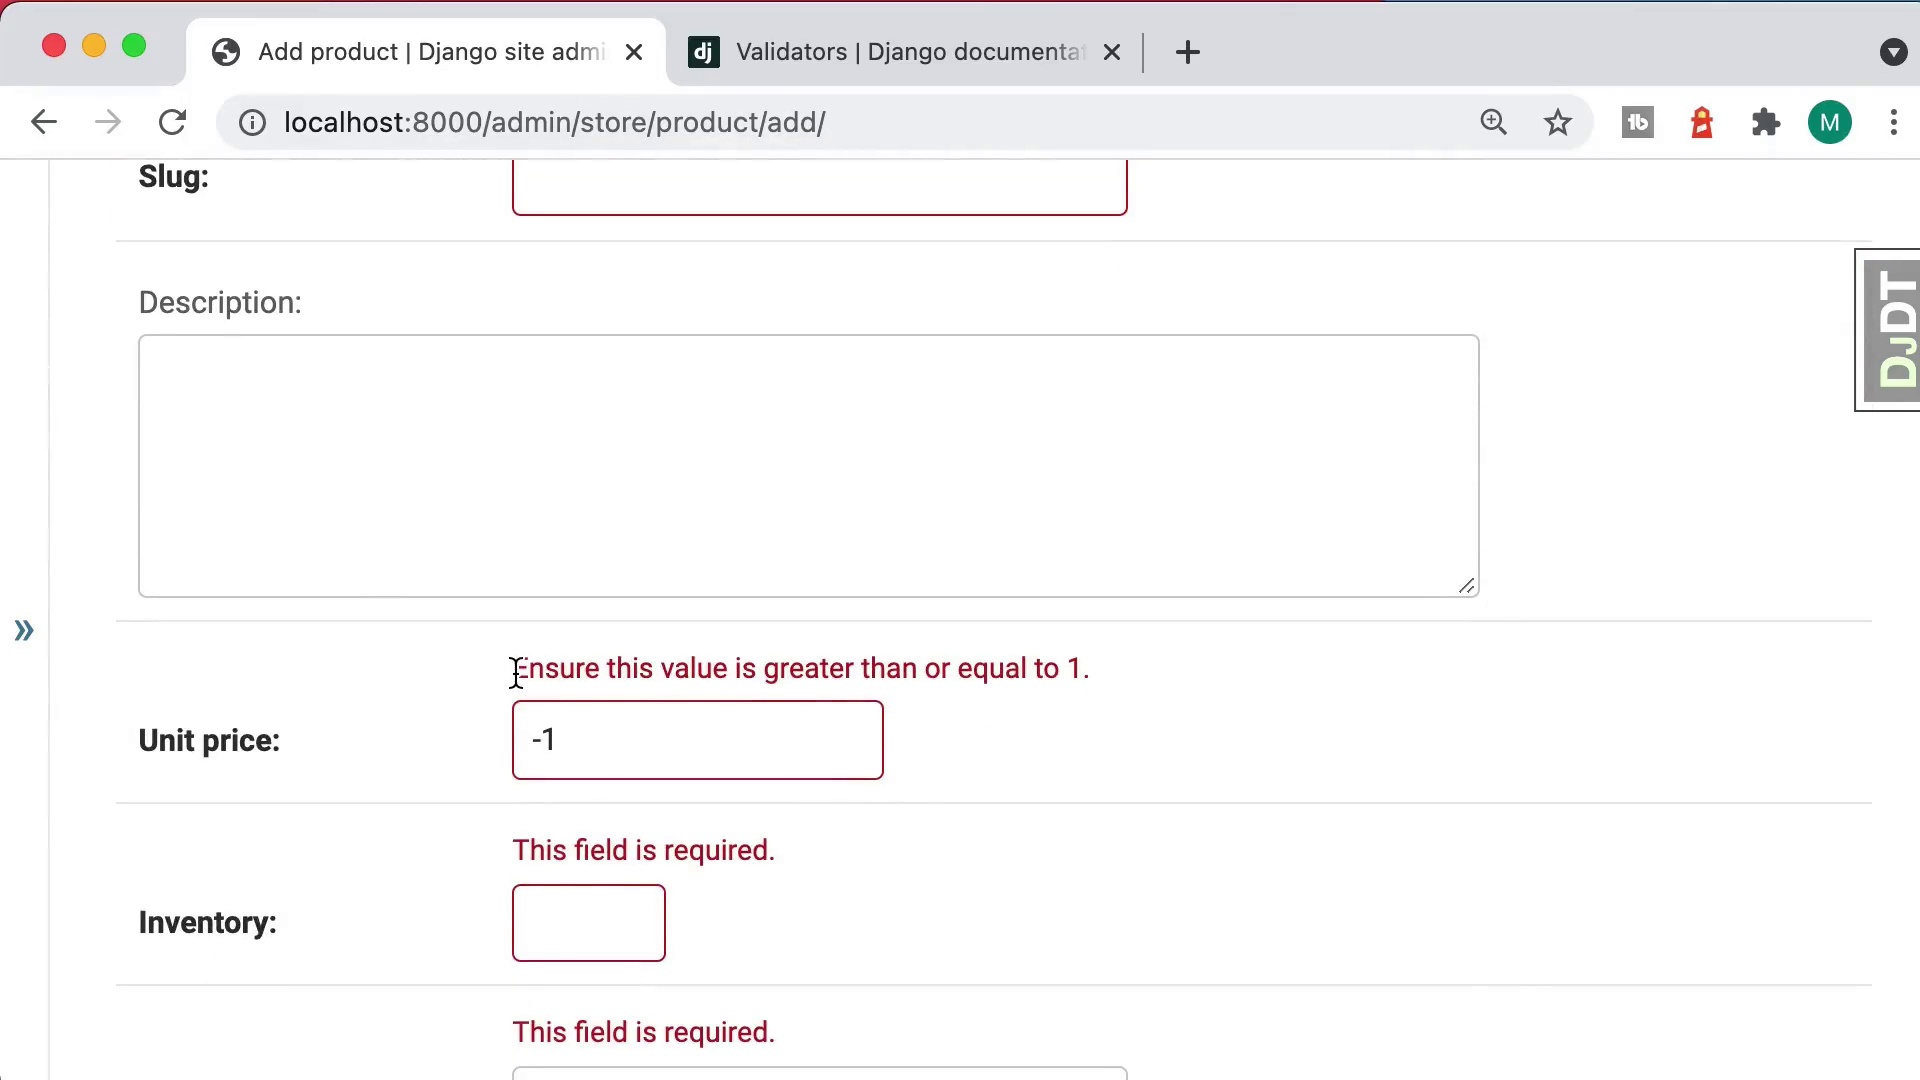 Add product | Django site admi
dj Validators | Django documentat
localhost:8000/admin/store/product/add/
M
Slug:
Description:
DJDT
»
Ensure this value is greater than or equal to 1.
Unit price:
-1
This field is required.
Inventory:
This field is required.